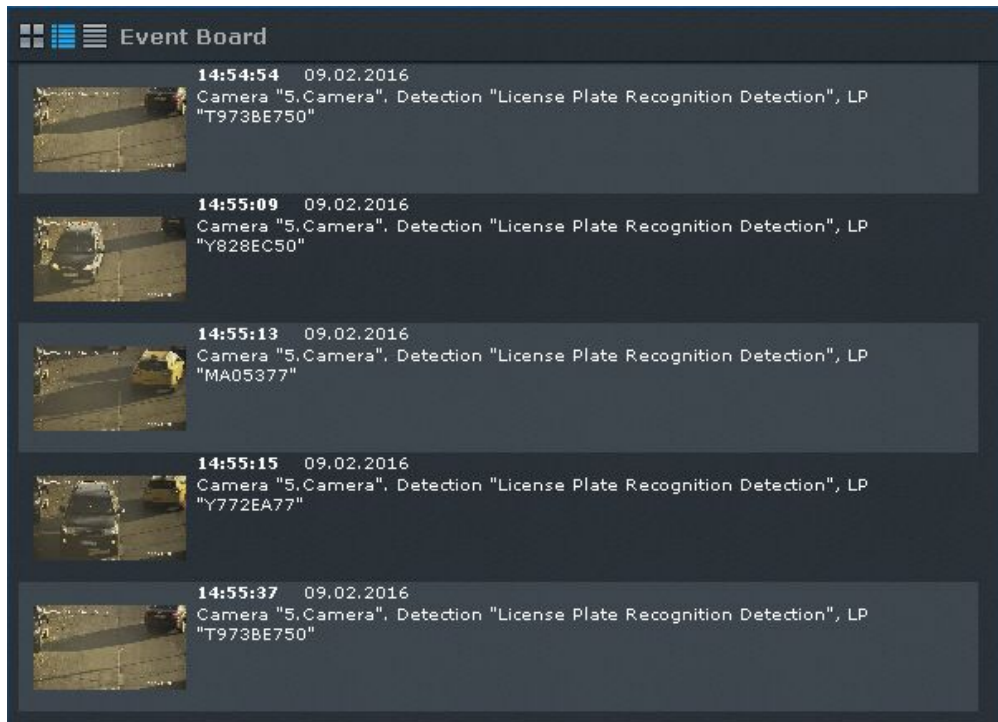 Event Board
14:54:54 09.02.2016
Camera "5.Camera". Detection "License Plate Recognition Detection", LP
"T973BE750"
14:55:09 09.02.2016
Camera "5.Camera". Detection "License Plate Recognition Detection", LP
"Y828EC50"
14:55:13 09.02.2016
Camera "5.Camera". Detection "License Plate Recognition Detection", LP
"MA05377"
14:55:15 09.02.2016
Camera "5.Camera". Detection "License Plate Recognition Detection", LP
"Y772EA77"
14:55:37 09.02.2016
Camera "5.Camera". Detection "License Plate Recognition Detection", LP
"T973BE750"